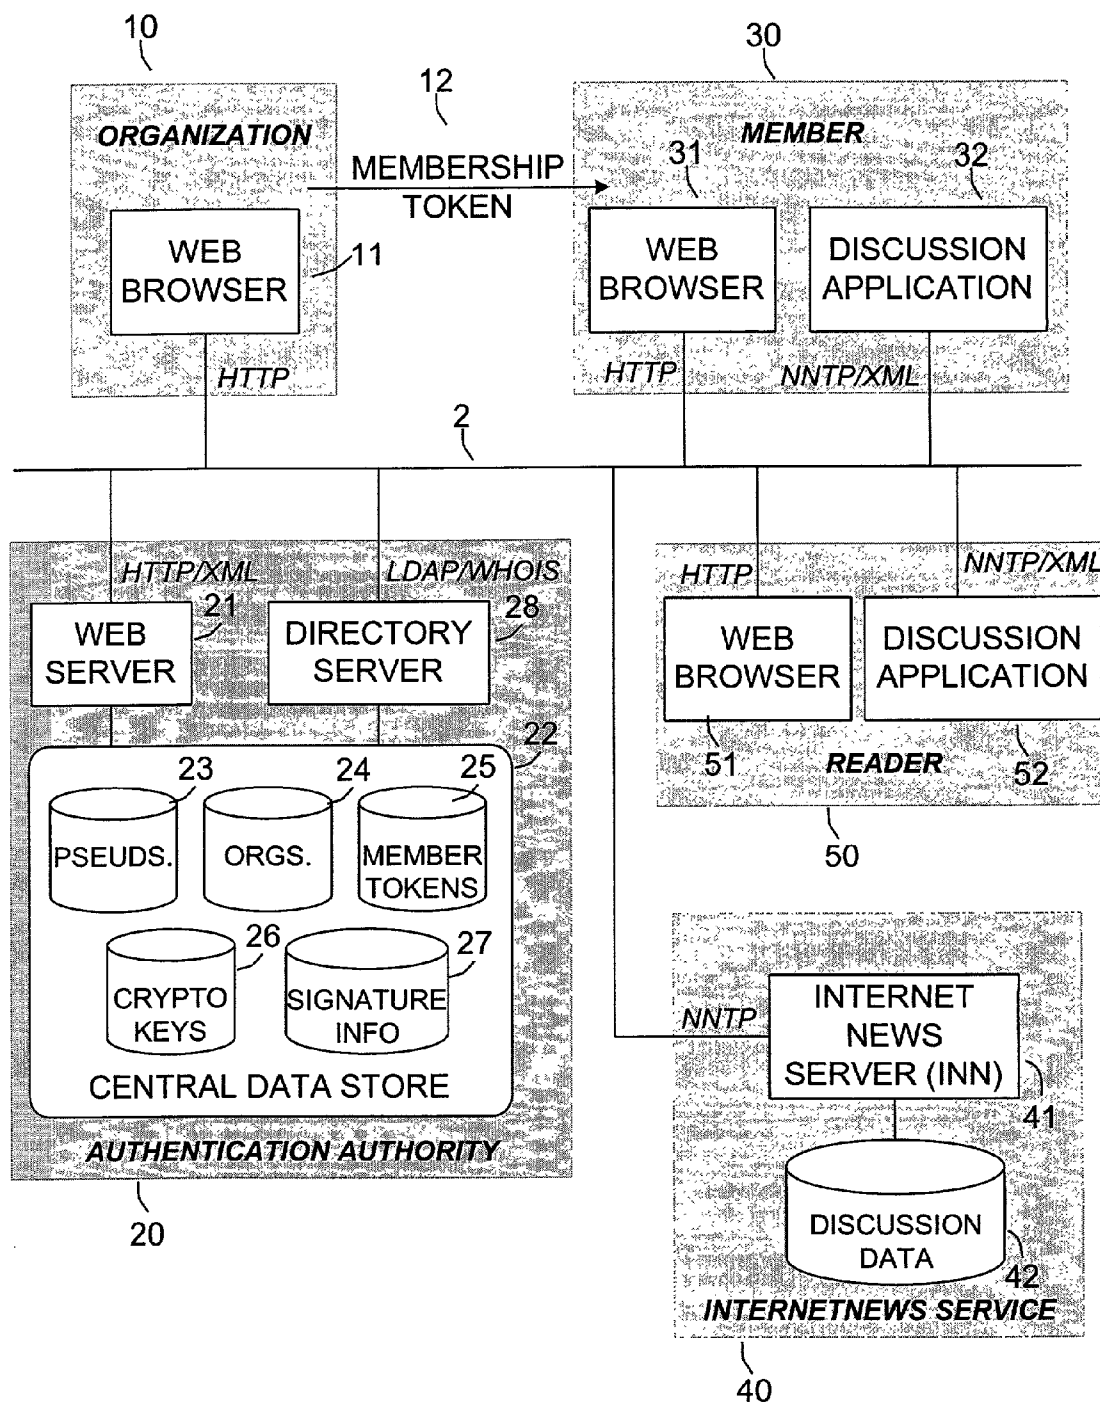 10
30
12
ORGANIZATION
MEMBER
MEMBERSHIP
TOKEN
31
32
WEB
BROWSER
11
WEB
BROWSER
DISCUSSION
APPLICATION
HTTP
HTTP
NNTP/XML
2
HTTP/XML
LDAP/WHOIS
HTTP
NNTP/XML
21
28
WEB
SERVER
DIRECTORY
SERVER
WEB
BROWSER
DISCUSSION
APPLICATION
51
52
READER
50
22
23
24
25
PSEUDS.
ORGS.
MEMBER
TOKENS
26
27
CRYPTO
KEYS
SIGNATURE
INFO
CENTRAL DATA STORE
AUTHENTICATION AUTHORITY
20
NNTP
INTERNET
NEWS
SERVER (INN)
41
DISCUSSION
DATA
42
INTERNETNEWS SERVICE
40